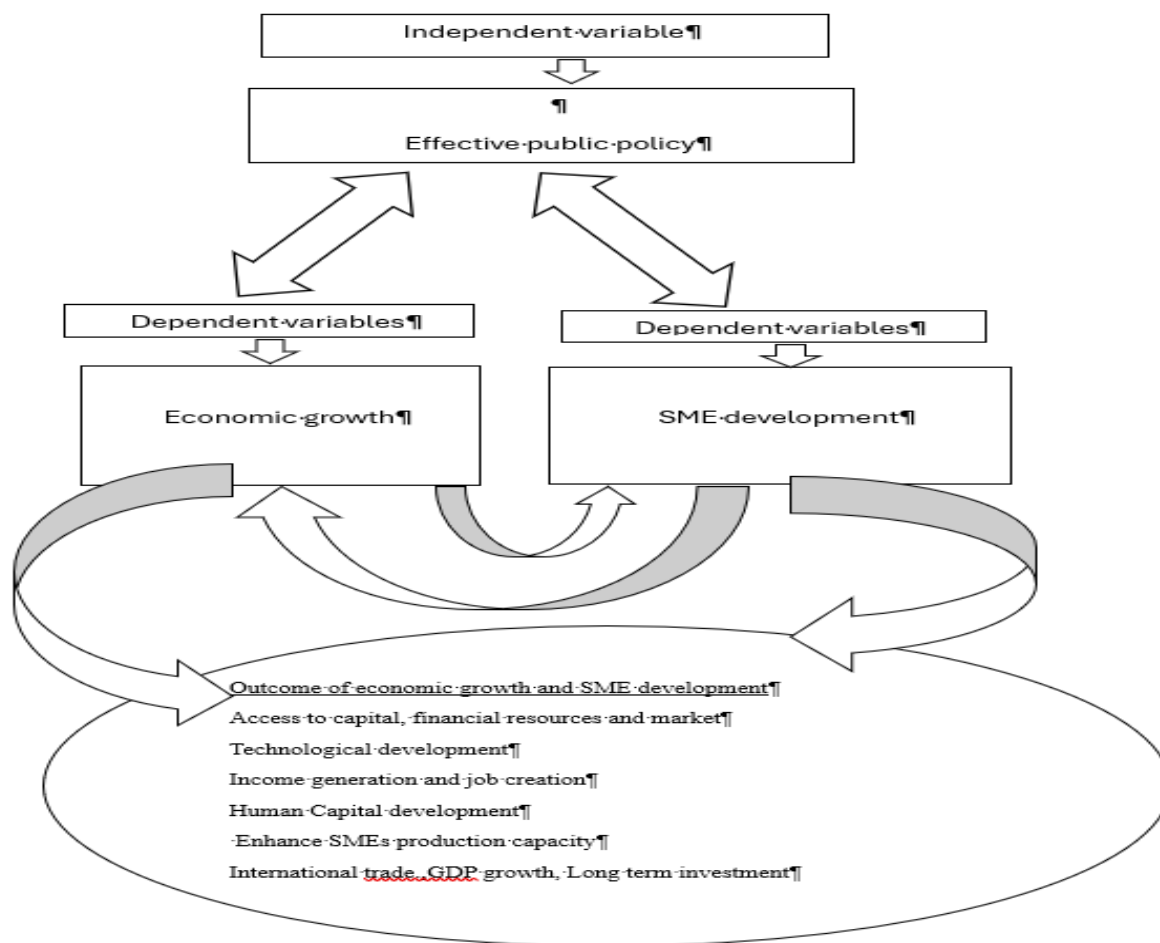 Independent·variable¶
¶
Effective·public·policy¶
Dependent·variables¶
Dependent·variables¶
Economic·growth¶
SME·development¶
Outcome·of·economic·growth·and·SME·development¶
Access·to·capital,·financial·resources·and·market¶
Technological·development¶
Income·generation·and·job·creation¶
Human·Capital·development¶
·Enhance·SMEs·production·capacity¶
International·trade·,GDP·growth,·Long·term·investment¶